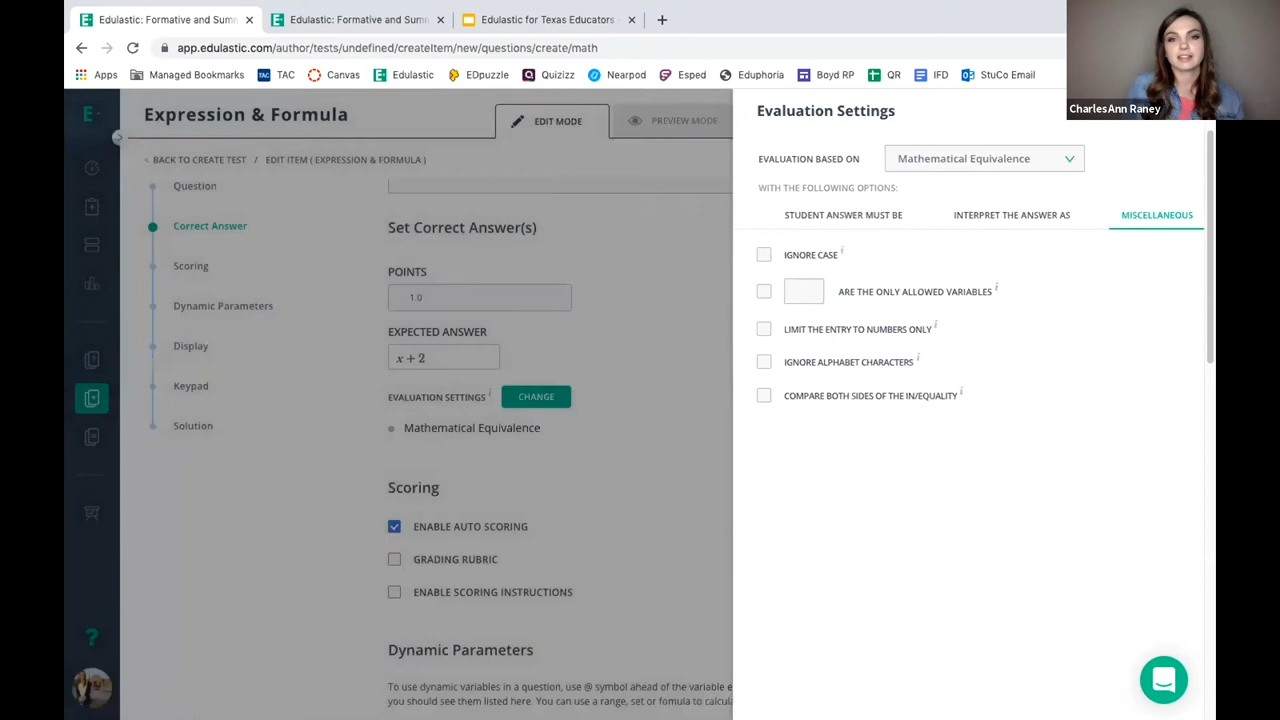 Edulastic: Formative and Sum
Edulastic: Formative and Sum
Edulastic for Texas Educators
app.edulastic.com/author/tests/undefined/createItem/new/questions/create/math
Apps
Managed Bookmarks
TAC
Canvas
Edulastic
EDpuzzle
Quizizz
Nearpod
Esped
Eduphoria
Boyd RP
QR
IFD
StuCo Email
Charles Ann Raney
Expression & Formula
EDIT MODE
PREVIEW MODE
< BACK TO CREATE TEST / EDIT ITEM ( EXPRESSION & FORMULA )
Question
Correct Answer
Scoring
Dynamic Parameters
Display
Keypad
Solution
Set Correct Answer(s)
POINTS
1.0
EXPECTED ANSWER
x + 2
EVALUATION SETTINGS i
CHANGE
Mathematical Equivalence
Scoring
ENABLE AUTO SCORING
GRADING RUBRIC
ENABLE SCORING INSTRUCTIONS
Dynamic Parameters
To use dynamic variables in a question, use @ symbol ahead of the variable
you should see them listed here. You can use a range, set or fomula to calcula
Evaluation Settings
EVALUATION BASED ON
Mathematical Equivalence
WITH THE FOLLOWING OPTIONS:
STUDENT ANSWER MUST BE
INTERPRET THE ANSWER AS
MISCELLANEOUS
IGNORE CASE i
ARE THE ONLY ALLOWED VARIABLES i
LIMIT THE ENTRY TO NUMBERS ONLY i
IGNORE ALPHABET CHARACTERS i
COMPARE BOTH SIDES OF THE IN/EQUALITY i